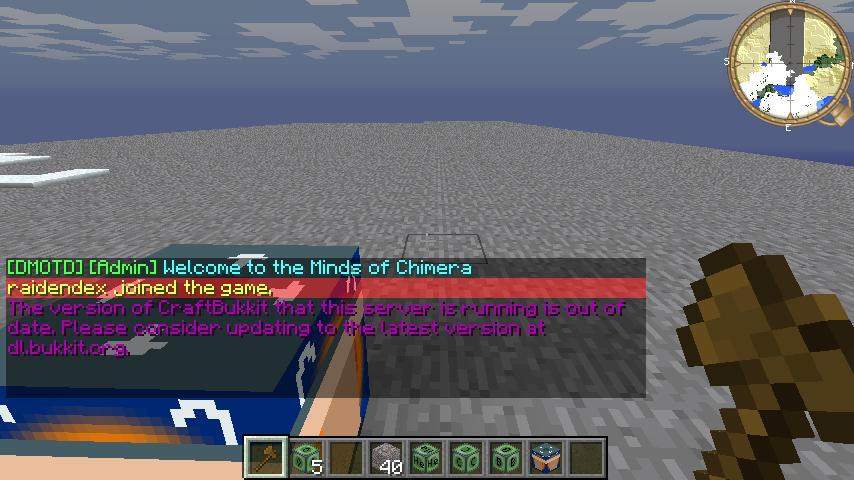 N
S
E
[DMOTD] [Admin] Welcome to the Minds of Chimera
raidendex joined the game.
The version of CraftBukkit that this server is running is out of
date. Please consider updating to the latest version at
dl.bukkit.org.
5
40